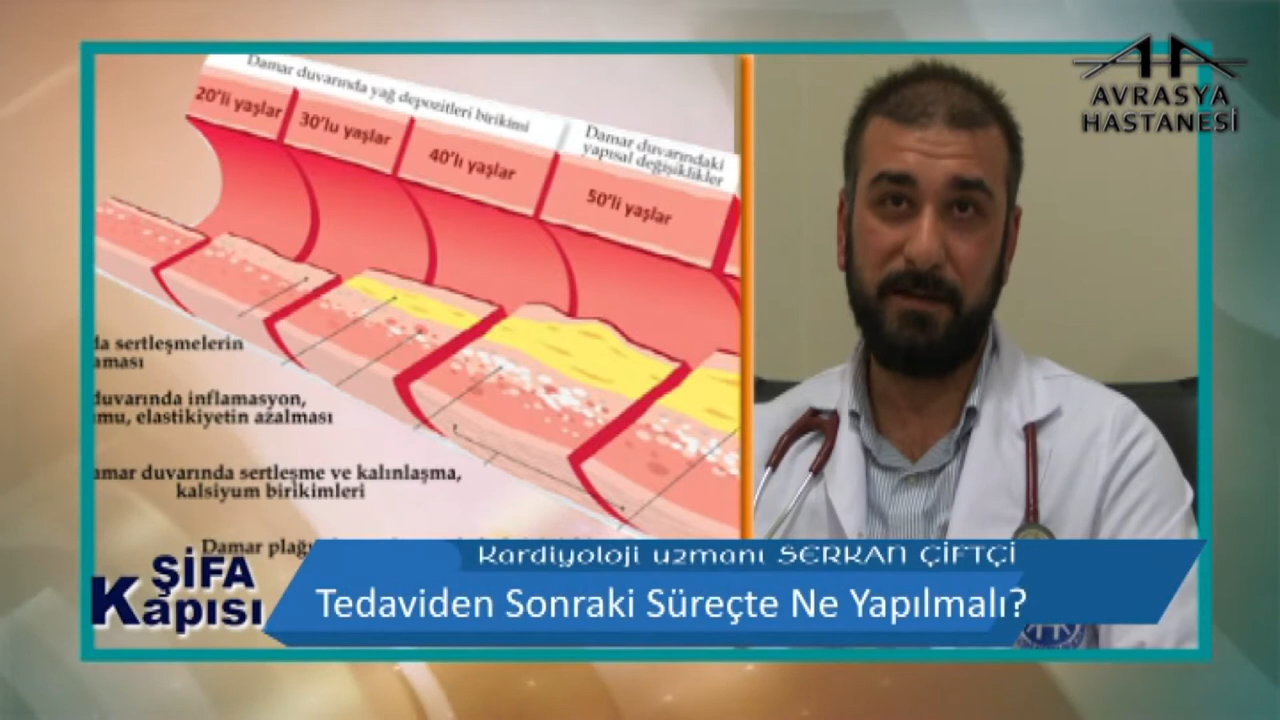 Damar duvarında yağ depozitleri birikimi
Damar duvarındaki
yapısal değişiklikler
20'li yaşlar
30'lu yaşlar
40'lı yaşlar
50'li yaşlar
AVRASYA
HASTANESİ
da sertleşmelerin
aması
duvarında inflamasyon,
mu, elastikiyetin azalması
amar duvarında sertleşme ve kalınlaşma,
kalsiyum birikimleri
Damar plağı
ŞİFA
Kapısı
Kardiyoloji uzmanı SERKAN ÇİFTÇİ
Tedaviden Sonraki Süreçte Ne Yapılmalı?